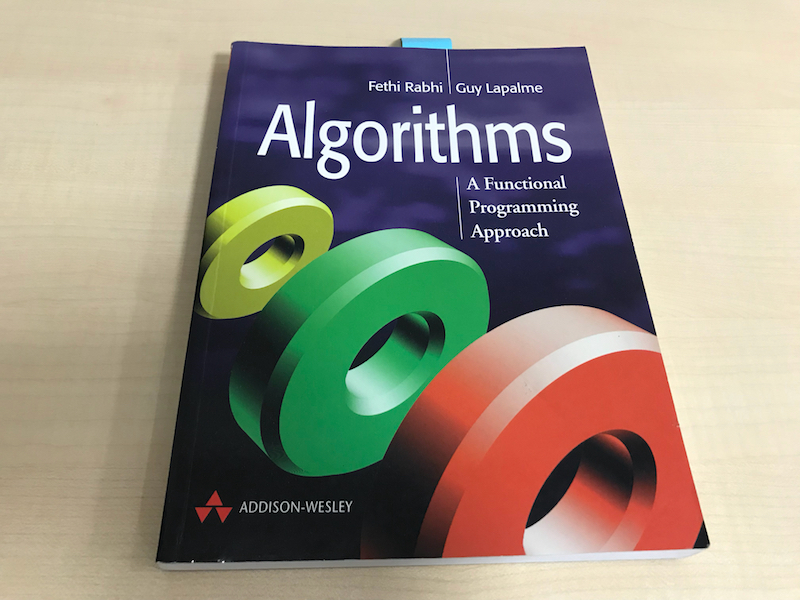 Fethi Rabhi Guy Lapalme
Algorithms
A Functional
Programming
Approach
ADDISON-WESLEY